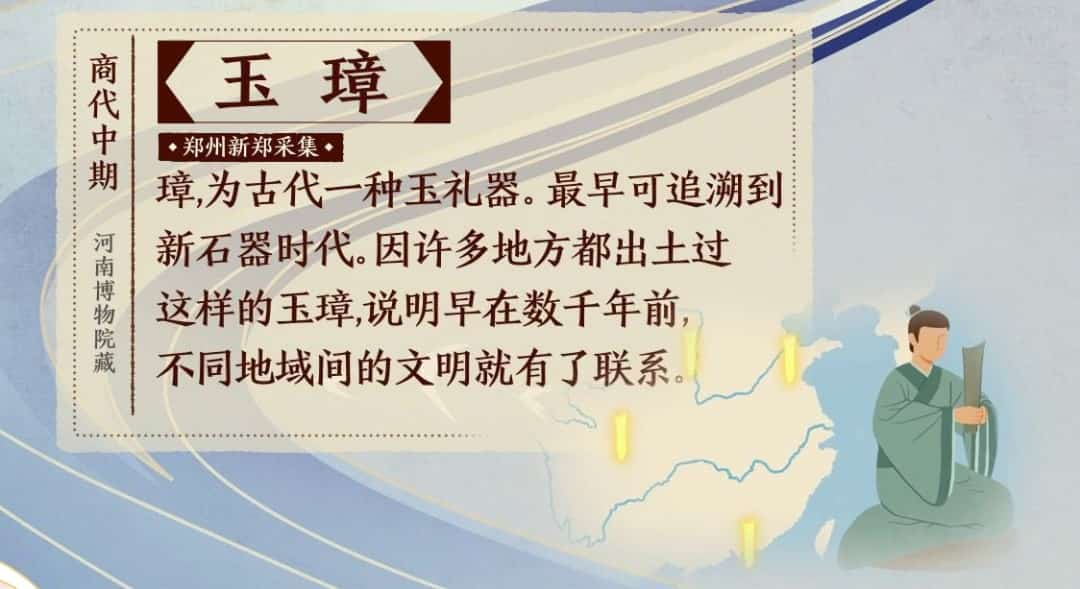 商代中期
河南博物院藏
玉璋
郑州新郑采集
璋,为古代一种玉礼器。最早可追溯到
新石器时代。因许多地方都出土过
这样的玉璋,说明早在数千年前,
不同地域间的文明就有了联系。